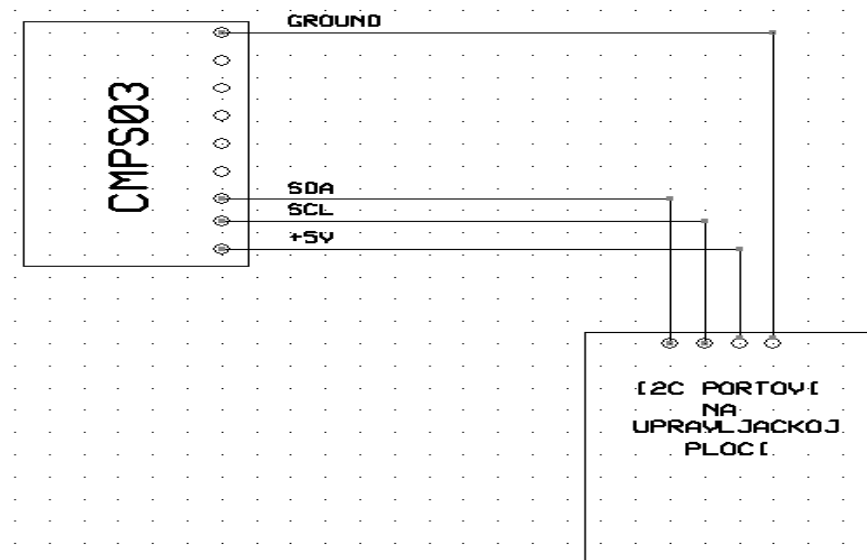 GROUND
CMPS03
SDA
SCL
+5V
I2C PORTOVI
NA
UPRAVLJACKOJ
PLOCI